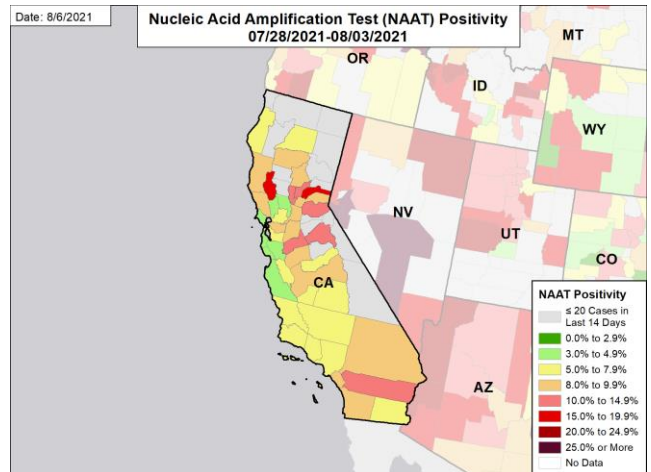 Date: 8/6/2021
Nucleic Acid Amplification Test (NAAT) Positivity
07/28/2021-08/03/2021
MT
OR
ID
WY
NV
UT
CO
CA
AZ
NAAT Positivity
≤ 20 Cases in
Last 14 Days
0.0% to 2.9%
3.0% to 4.9%
5.0% to 7.9%
8.0% to 9.9%
10.0% to 14.9%
15.0% to 19.9%
20.0% to 24.9%
25.0% or More
No Data